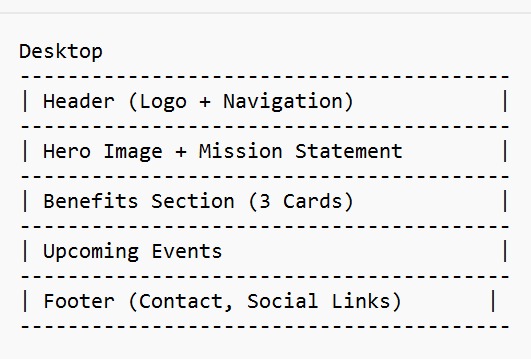 Desktop
-----------------------------------------
| Header (Logo + Navigation)            |
-----------------------------------------
| Hero Image + Mission Statement        |
-----------------------------------------
| Benefits Section (3 Cards)            |
-----------------------------------------
| Upcoming Events                       |
-----------------------------------------
| Footer (Contact, Social Links)       |
-----------------------------------------